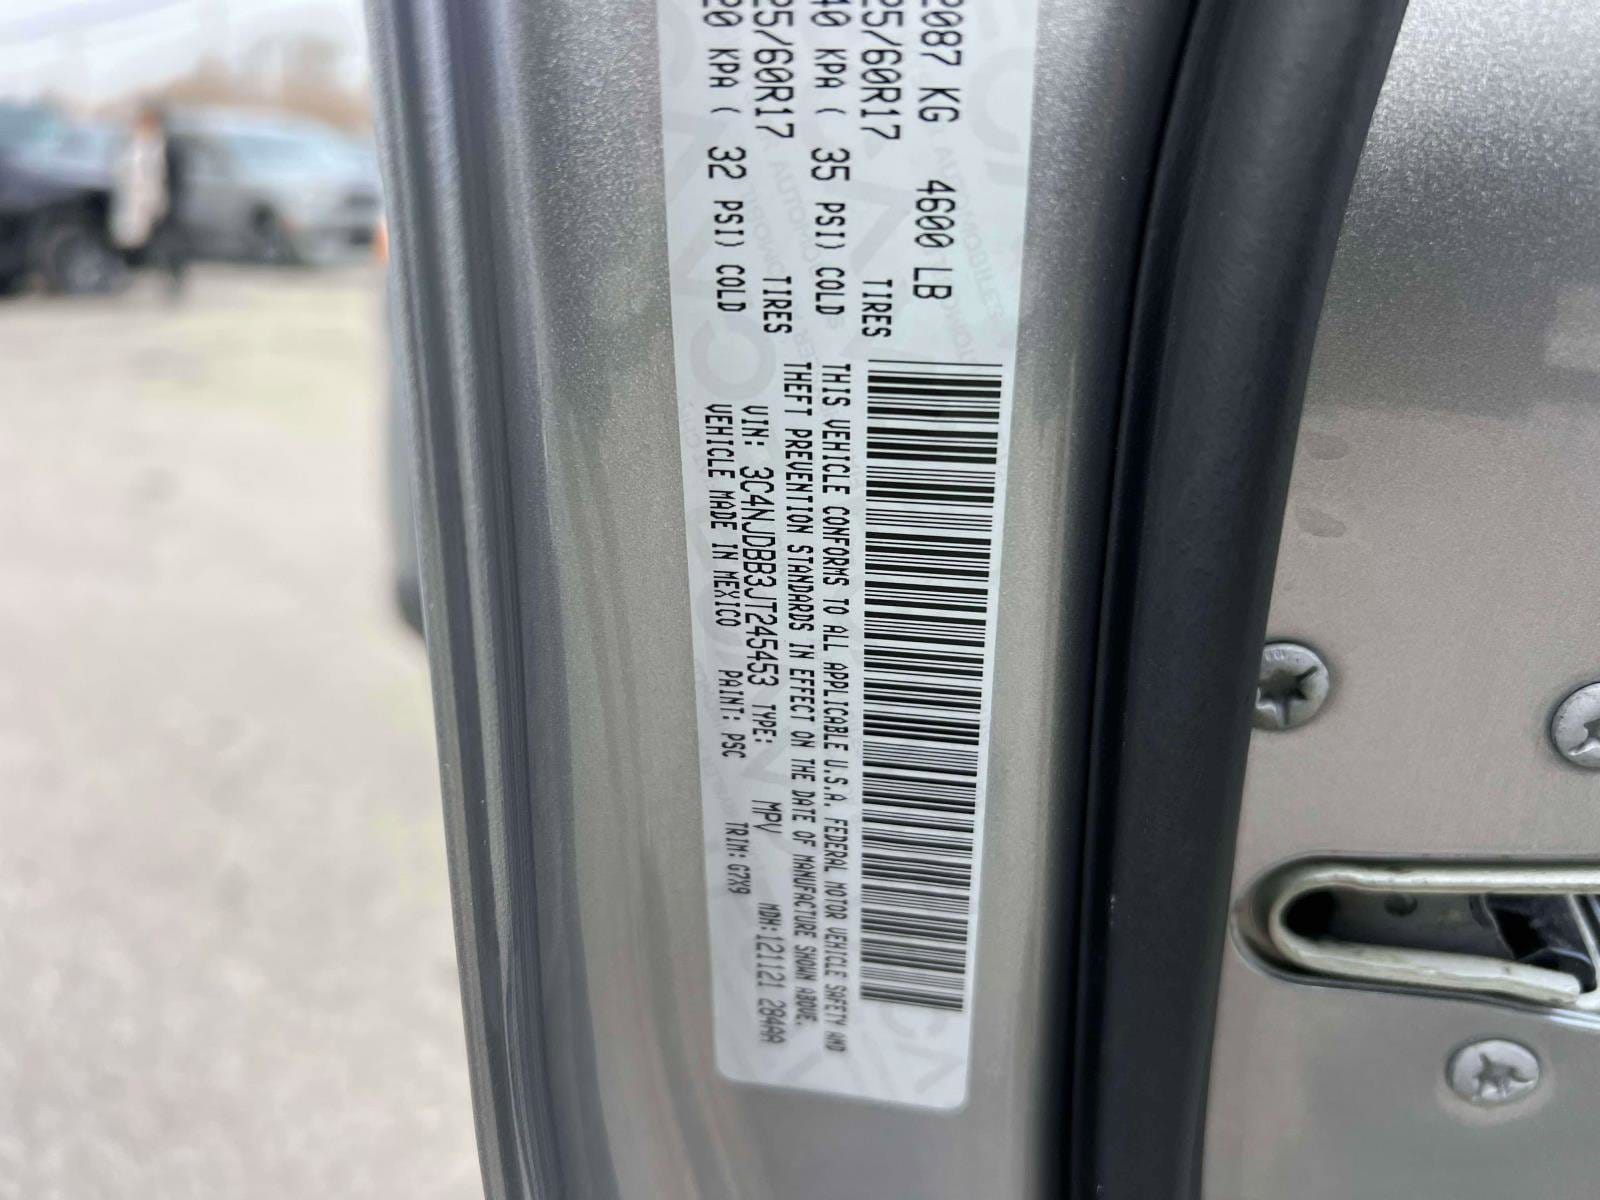 2087 KG 4600 LB
25/60R17 TIRES
40 KPA ( 35 PSI) COLD
25/60R17 TIRES
20 KPA ( 32 PSI) COLD
THIS VEHICLE CONFORMS TO ALL APPLICABLE U.S.A. FEDERAL MOTOR VEHICLE SAFETY AND
THEFT PREVENTION STANDARDS IN EFFECT ON THE DATE OF MANUFACTURE SHOWN ABOVE.
VIN: 3C4NJDBB3JT245453 TYPE: MPV MDH:121121 284AA
VEHICLE MADE IN MEXICO PAINT: PSC TRIM: G7X9